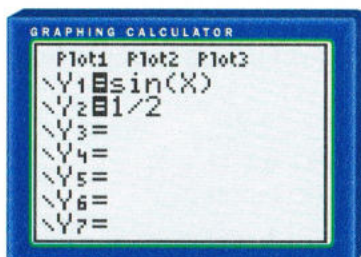 GRAPHING CALCULATOR
Plot1 Plot2 Plot3
\Y1=sin(X)
\Y2=1/2
\Y3=
\Y4=
\Y5=
\Y6=
\Y7=